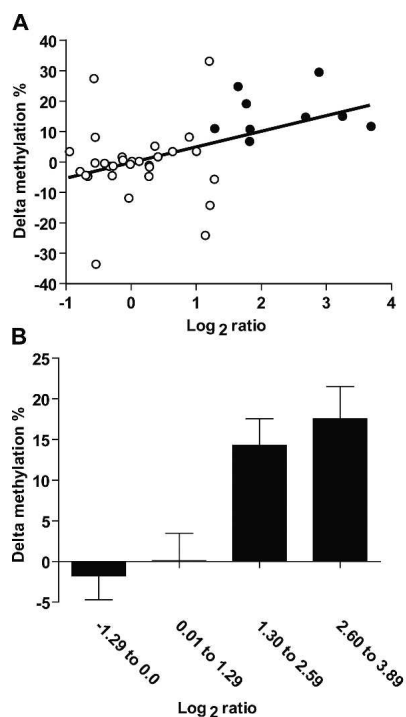 A
Delta methylation %
40
30
20
10
0
-10
-20
-30
40
-1
0
1
2
3
4
Log 2 ratio
B
Delta methylation %
25
20
15
10
5
0
-5
-1.29 to 0.0
0.01 to 1.29
1.30 to 2.59
2.60 to 3.89
Log 2 ratio